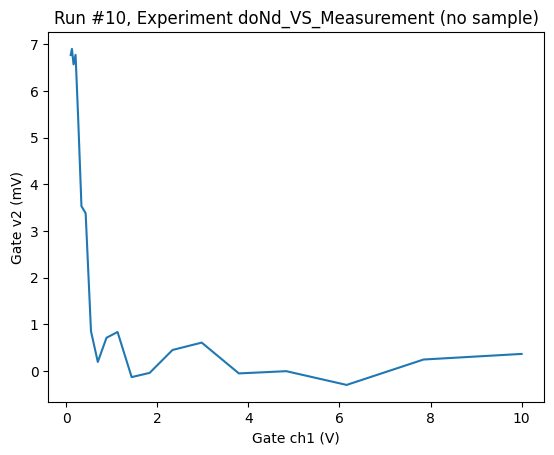 Run #10, Experiment doNd_VS_Measurement (no sample)
7
6
5
4
3
2
1
0
Gate v2 (mV)
0 2 4 6 8 10
Gate ch1 (V)